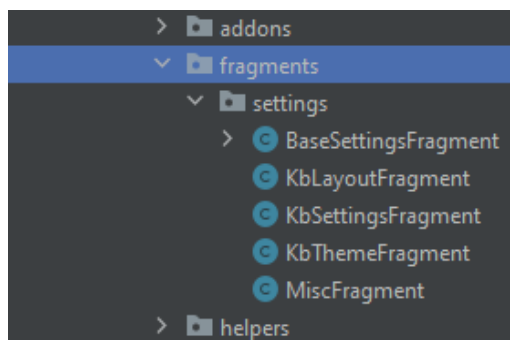 addons
fragments
settings
BaseSettingsFragment
KbLayoutFragment
KbSettingsFragment
KbThemeFragment
MiscFragment
helpers